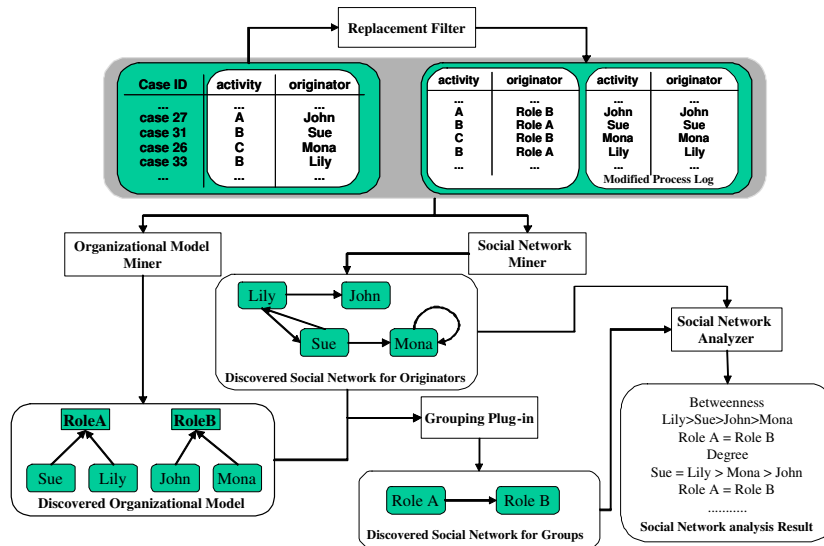 Replacement Filter
Case ID activity originator
... ... ...
case 27 A John
case 31 B Sue
case 26 C Mona
case 33 B Lily
... ... ...
activity originator
... ...
A Role B
B Role A
C Role B
B Role A
... ...
activity originator
... ...
John John
Sue Sue
Mona Mona
Lily Lily
... ...
Modified Process Log
Organizational Model
Miner
Social Network
Miner
Lily John
Sue Mona
Discovered Social Network for Originators
Social Network
Analyzer
RoleA RoleB
Sue Lily John Mona
Discovered Organizational Model
Grouping Plug-in
Role A Role B
Discovered Social Network for Groups
Betweenness
Lily>Sue>John>Mona
Role A = Role B
Degree
Sue = Lily > Mona > John
Role A = Role B
...........
Social Network analysis Result